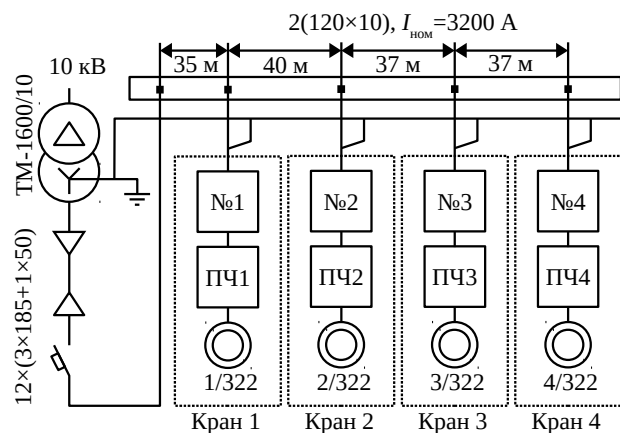 2(120×10), Iном=3200 А
35 м 40 м 37 м 37 м
10 кВ
ТМ-1600/10
12×(3×185+1×50)
№1 №2 №3 №4
ПЧ1 ПЧ2 ПЧ3 ПЧ4
1/322 2/322 3/322 4/322
Кран 1 Кран 2 Кран 3 Кран 4